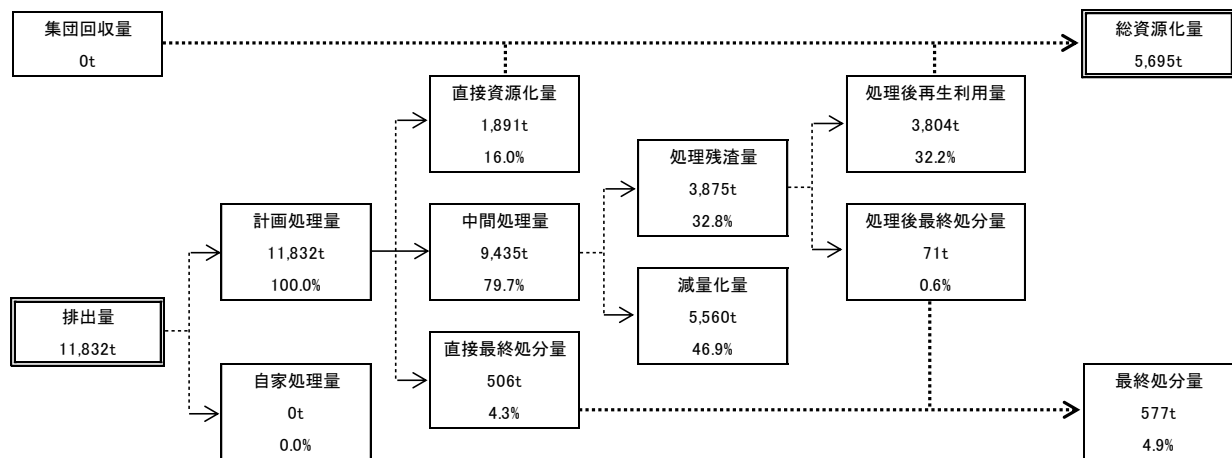 集団回収量
0t
総資源化量
5,695t
直接資源化量
1,891t
16.0%
処理後再生利用量
3,804t
32.2%
処理残渣量
3,875t
32.8%
計画処理量
11,832t
100.0%
中間処理量
9,435t
79.7%
処理後最終処分量
71t
0.6%
減量化量
5,560t
46.9%
排出量
11,832t
直接最終処分量
506t
4.3%
自家処理量
0t
0.0%
最終処分量
577t
4.9%